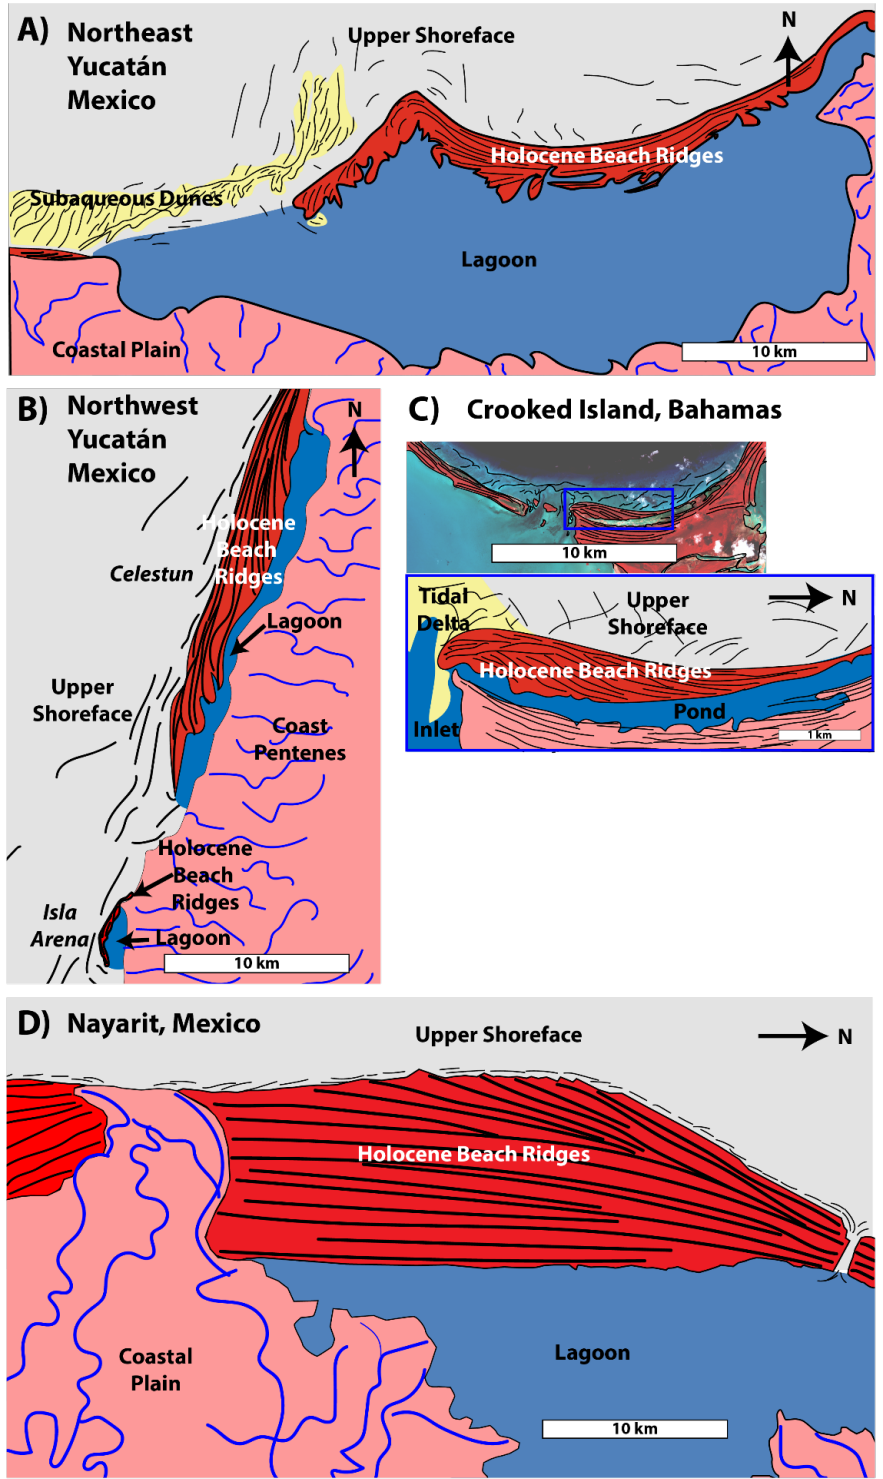 A) Northeast
Yucatán
Mexico
Upper Shoreface
N
Holocene Beach Ridges
Subaqueous Dunes
Lagoon
Coastal Plain
10 km
B) Northwest
Yucatán
Mexico
N
Holocene
Beach
Ridges
Celestun
Lagoon
Upper
Shoreface
Coast
Pentenes
Holocene
Beach
Ridges
Isla
Arena
Lagoon
10 km
C) Crooked Island, Bahamas
10 km
Tidal
Delta
Upper
Shoreface
N
Holocene Beach Ridges
Pond
Inlet
1 km
D) Nayarit, Mexico
Upper Shoreface
N
Holocene Beach Ridges
Coastal
Plain
Lagoon
10 km